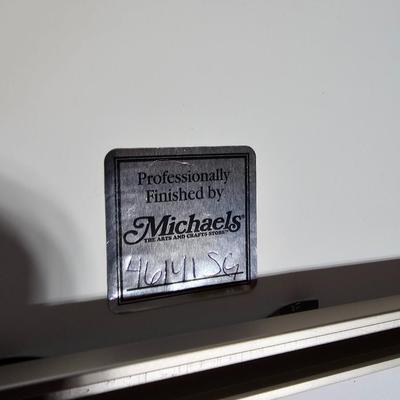 Professionally
Finished by
Michaels
THE ARTS AND CRAFTS STORE
46141 SG